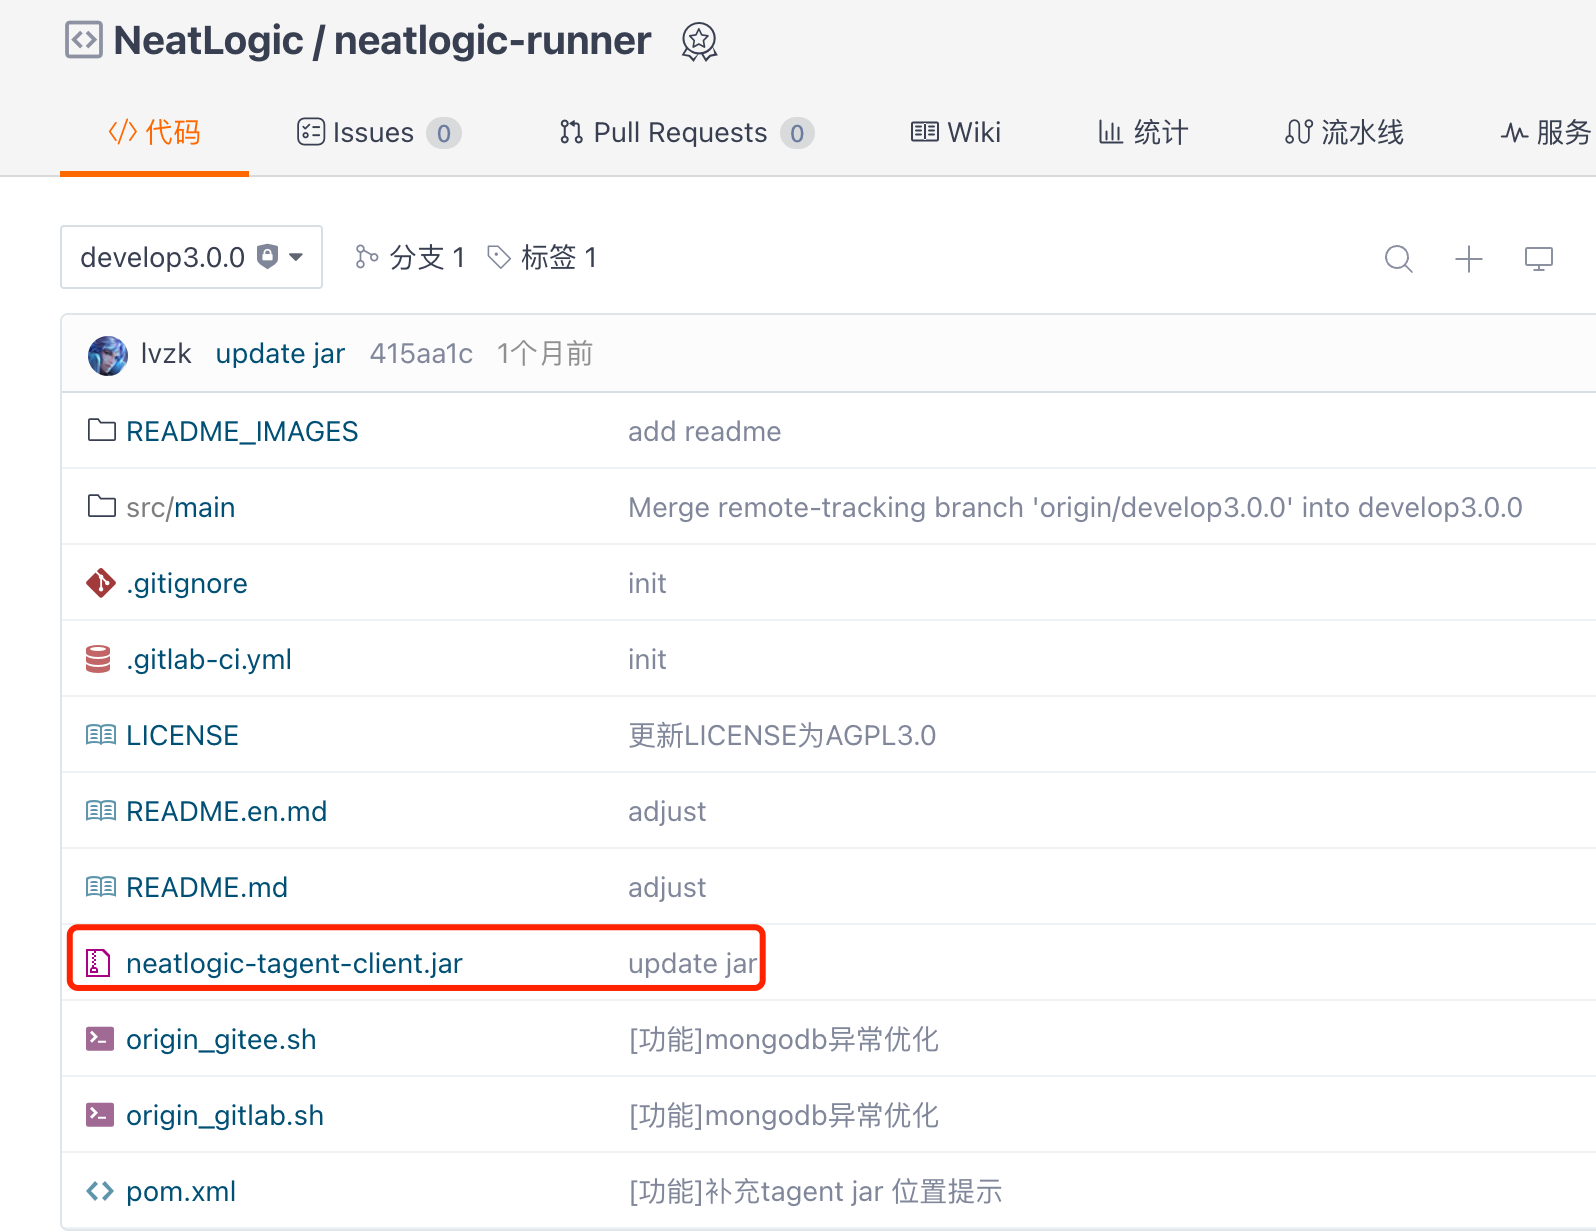 NeatLogic / neatlogic-runner
代码 Issues 0 Pull Requests 0 Wiki 统计 流水线 服务
develop3.0.0 分支 1 标签 1
lvzk update jar 415aa1c 1个月前
README_IMAGES add readme
src/main Merge remote-tracking branch 'origin/develop3.0.0' into develop3.0.0
.gitignore init
.gitlab-ci.yml init
LICENSE 更新LICENSE为AGPL3.0
README.en.md adjust
README.md adjust
neatlogic-tagent-client.jar update jar
origin_gitee.sh [功能]mongodb异常优化
origin_gitlab.sh [功能]mongodb异常优化
pom.xml [功能]补充tagent jar 位置提示